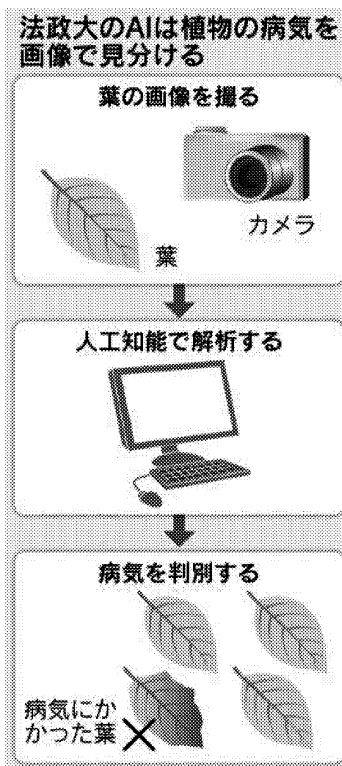 法政大のAIは植物の病気を
画像で見分ける
葉の画像を撮る
カメラ
葉
人工知能で解析する
病気を判別する
病気にか
かった葉